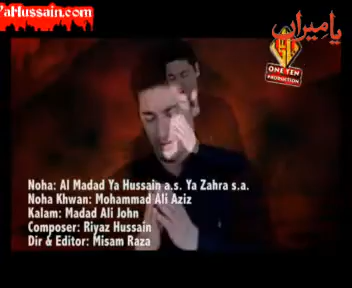 YaHussain.com
یا میراں
ONE TEN
PRODUCTION
Noha: Al Madad Ya Hussain a.s. Ya Zahra s.a.
Noha Khwan: Mohammad Ali Aziz
Kalam: Madad Ali John
Composer: Riyaz Hussain
Dir & Editor: Misam Raza